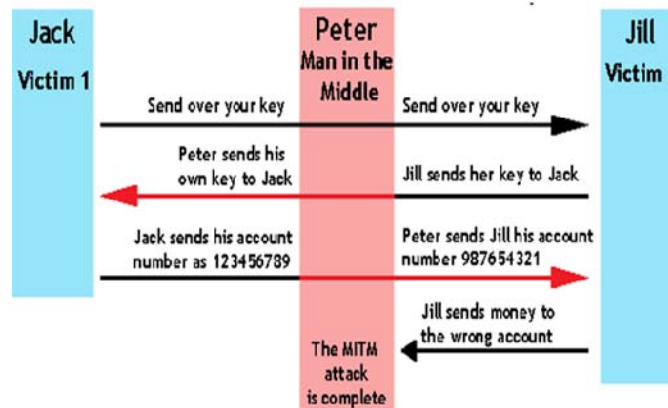 Jack
Victim 1
Peter
Man in the
Middle
Jill
Victim
Send over your key
Send over your key
Peter sends his
own key to Jack
Jill sends her key to Jack
Jack sends his account
number as 123456789
Peter sends Jill his account
number 987654321
Jill sends money to
the wrong account
The MITM
attack
is complete